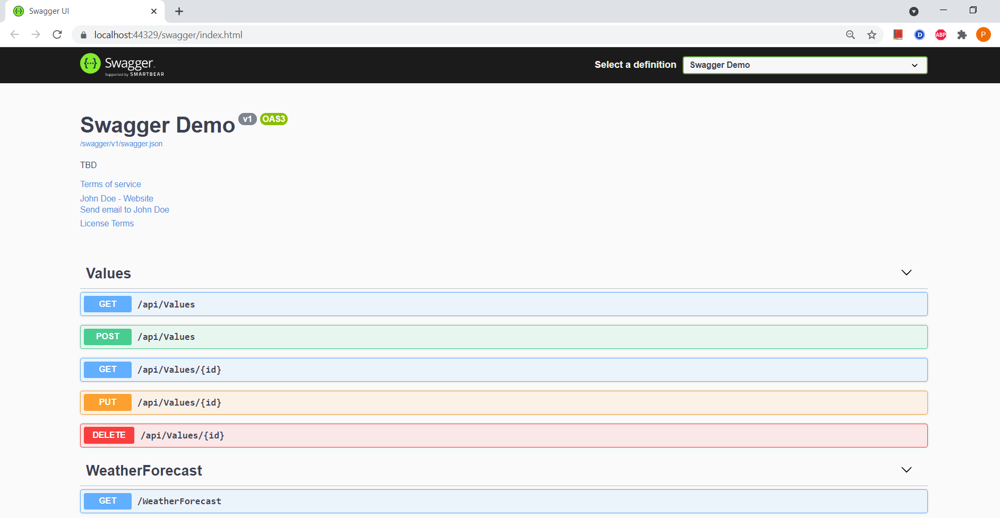 Swagger UI
localhost:44329/swagger/index.html
D
ABP
P
{...}
Swagger
Supported by SMARTBEAR
Select a definition
Swagger Demo
Swagger Demo v1 OAS3
/swagger/v1/swagger.json
TBD
Terms of service
John Doe - Website
Send email to John Doe
License Terms
Values
GET /api/Values
POST /api/Values
GET /api/Values/{id}
PUT /api/Values/{id}
DELETE /api/Values/{id}
WeatherForecast
GET /WeatherForecast